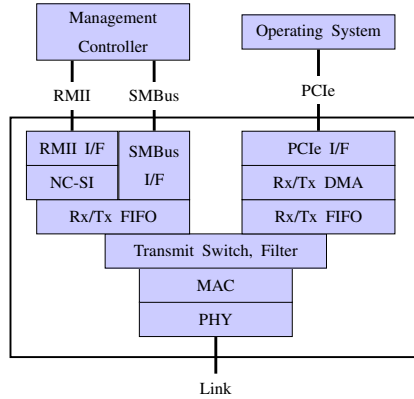 Management
Controller
Operating System
RMII
SMBus
PCIe
RMII I/F
SMBus
I/F
NC-SI
PCIe I/F
Rx/Tx DMA
Rx/Tx FIFO
Rx/Tx FIFO
Transmit Switch, Filter
MAC
PHY
Link